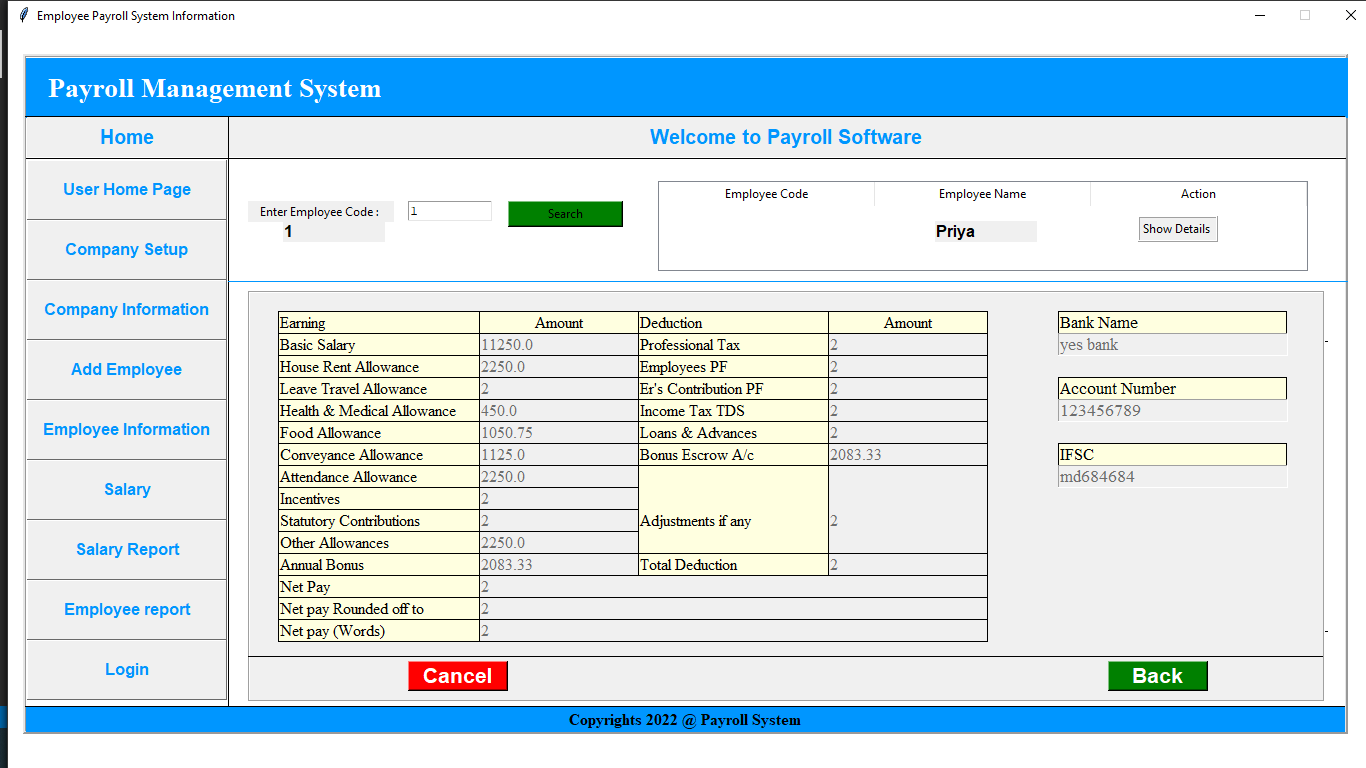 Employee Payroll System Information
Payroll Management System
Home
Welcome to Payroll Software
User Home Page
Company Setup
Company Information
Add Employee
Employee Information
Salary
Salary Report
Employee report
Login
Enter Employee Code : 1 Search
1
Employee Code Employee Name Action
Priya Show Details
Earning Amount Deduction Amount
Basic Salary 11250.0 Professional Tax 2
House Rent Allowance 2250.0 Employees PF 2
Leave Travel Allowance 2 Er's Contribution PF 2
Health & Medical Allowance 450.0 Income Tax TDS 2
Food Allowance 1050.75 Loans & Advances 2
Conveyance Allowance 1125.0 Bonus Escrow A/c 2083.33
Attendance Allowance 2250.0
Incentives 2
Statutory Contributions 2 Adjustments if any 2
Other Allowances 2250.0
Annual Bonus 2083.33 Total Deduction 2
Net Pay 2
Net pay Rounded off to 2
Net pay (Words) 2
Bank Name
yes bank
Account Number
123456789
IFSC
md684684
Cancel Back
Copyrights 2022 @ Payroll System